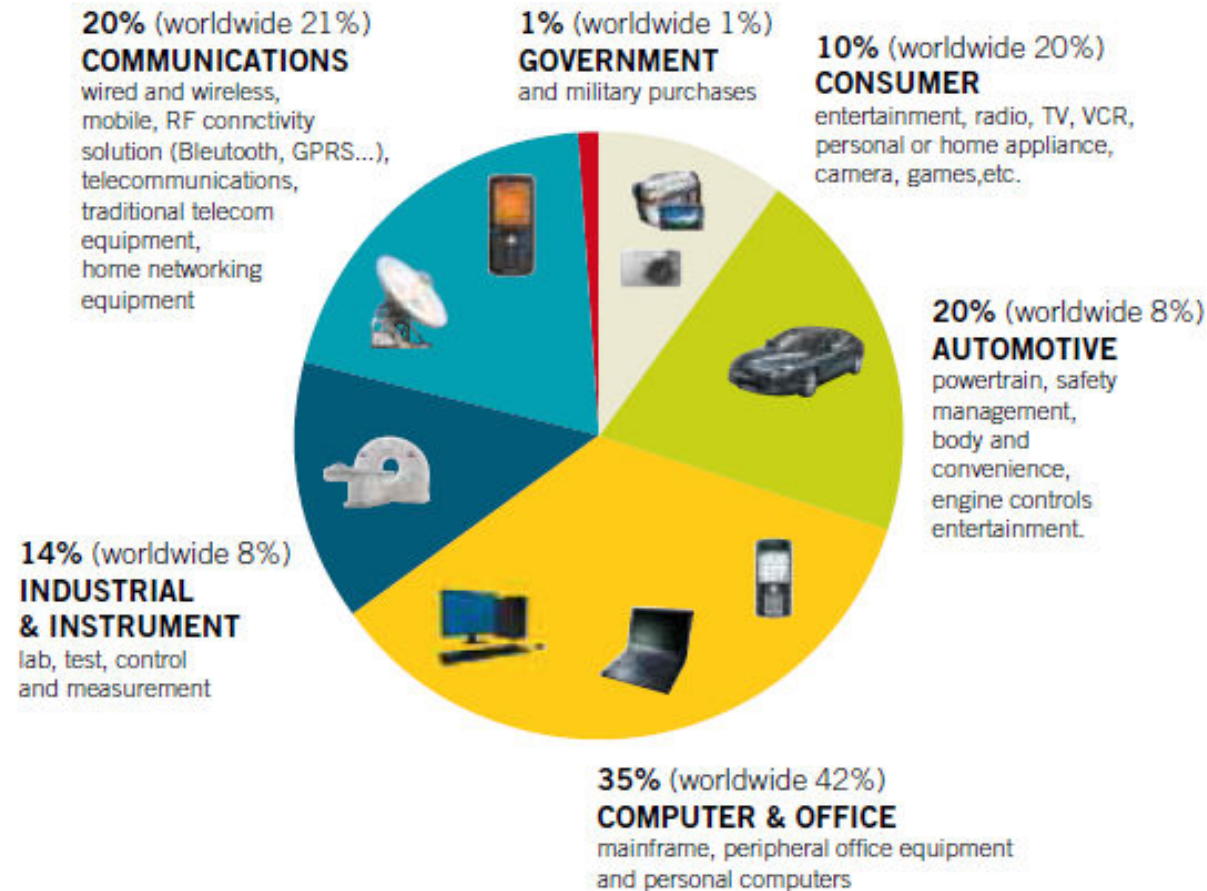 20% (worldwide 21%)
COMMUNICATIONS
wired and wireless,
mobile, RF connctivity
solution (Bleutooth, GPRS...),
telecommunications,
traditional telecom
equipment,
home networking
equipment
1% (worldwide 1%)
GOVERNMENT
and military purchases
10% (worldwide 20%)
CONSUMER
entertainment, radio, TV, VCR,
personal or home appliance,
camera, games,etc.
20% (worldwide 8%)
AUTOMOTIVE
powertrain, safety
management,
body and
convenience,
engine controls
entertainment.
14% (worldwide 8%)
INDUSTRIAL
& INSTRUMENT
lab, test, control
and measurement
35% (worldwide 42%)
COMPUTER & OFFICE
mainframe, peripheral office equipment
and personal computers